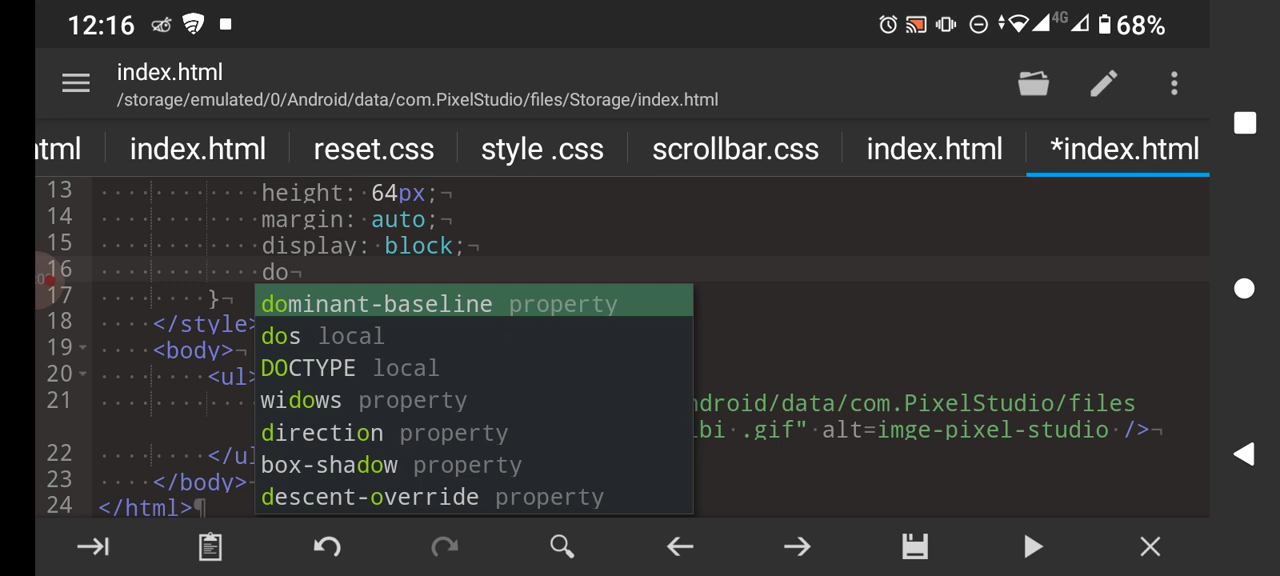 12:16
4G 68%
index.html
/storage/emulated/0/Android/data/com.PixelStudio/files/Storage/index.html
html index.html reset.css style .css scrollbar.css index.html *index.html
13 height: 64px;¬
14 margin: auto;¬
15 display: block;¬
16 do¬
17 }¬
18 </style>
19 <body>¬
20 <ul>
21 ndroid/data/com.PixelStudio/files
bi .gif" alt=imge-pixel-studio />¬
22 </ul
23 </body>
24 </html>¶
dominant-baseline property
dos local
DOCTYPE local
widows property
direction property
box-shadow property
descent-override property